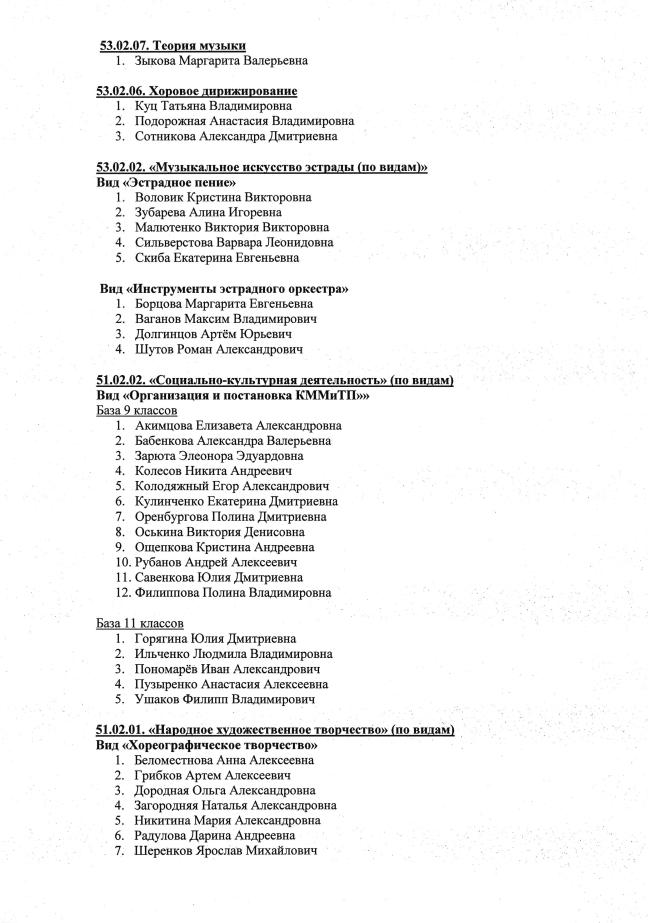 53.02.07. Теория музыки
1. Зыкова Маргарита Валерьевна
53.02.06. Хоровое дирижирование
1. Куц Татьяна Владимировна
2. Подорожная Анастасия Владимировна
3. Сотникова Александра Дмитриевна
53.02.02. «Музыкальное искусство эстрады (по видам)»
Вид «Эстрадное пение»
1. Воловик Кристина Викторовна
2. Зубарева Алина Игоревна
3. Малютенко Виктория Викторовна
4. Сильверстова Варвара Леонидовна
5. Скиба Екатерина Евгеньевна
Вид «Инструменты эстрадного оркестра»
1. Борцова Маргарита Евгеньевна
2. Ваганов Максим Владимирович
3. Долгинцов Артём Юрьевич
4. Шутов Роман Александрович
51.02.02. «Социально-культурная деятельность» (по видам)
Вид «Организация и постановка КММиТП»»
База 9 классов
1. Акимцова Елизавета Александровна
2. Бабенкова Александра Валерьевна
3. Зарюта Элеонора Эдуардовна
4. Колесов Никита Андреевич
5. Колодяжный Егор Александрович
6. Кулинченко Екатерина Дмитриевна
7. Оренбургова Полина Дмитриевна
8. Оськина Виктория Денисовна
9. Ощепкова Кристина Андреевна
10. Рубанов Андрей Алексеевич
11. Савенкова Юлия Дмитриевна
12. Филиппова Полина Владимировна
База 11 классов
1. Горягина Юлия Дмитриевна
2. Ильченко Людмила Владимировна
3. Пономарёв Иван Александрович
4. Пузыренко Анастасия Алексеевна
5. Ушаков Филипп Владимирович
51.02.01. «Народное художественное творчество» (по видам)
Вид «Хореографическое творчество»
1. Беломестнова Анна Алексеевна
2. Грибков Артем Алексеевич
3. Дородная Ольга Александровна
4. Загородняя Наталья Александровна
5. Никитина Мария Александровна
6. Радулова Дарина Андреевна
7. Шеренков Ярослав Михайлович